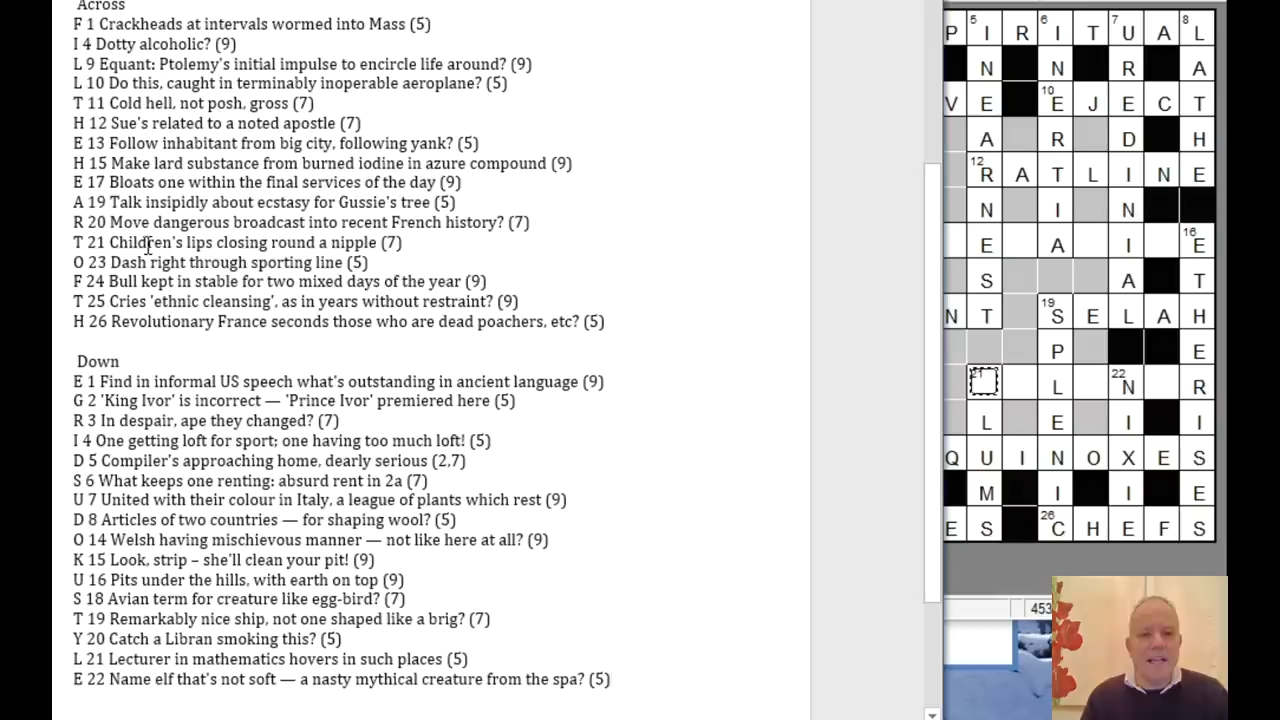 Across
F 1 Crackheads at intervals wormed into Mass (5)
I 4 Dotty alcoholic? (9)
L 9 Equant: Ptolemy's initial impulse to encircle life around? (9)
L 10 Do this, caught in terminably inoperable aeroplane? (5)
T 11 Cold hell, not posh, gross (7)
H 12 Sue's related to a noted apostle (7)
E 13 Follow inhabitant from big city, following yank? (5)
H 15 Make lard substance from burned iodine in azure compound (9)
E 17 Bloats one within the final services of the day (9)
A 19 Talk insipidly about ecstasy for Gussie's tree (5)
R 20 Move dangerous broadcast into recent French history? (7)
T 21 Children's lips closing round a nipple (7)
O 23 Dash right through sporting line (5)
F 24 Bull kept in stable for two mixed days of the year (9)
T 25 Cries 'ethnic cleansing', as in years without restraint? (9)
H 26 Revolutionary France seconds those who are dead poachers, etc? (5)
Down
E 1 Find in informal US speech what's outstanding in ancient language (9)
G 2 'King Ivor' is incorrect — 'Prince Ivor' premiered here (5)
R 3 In despair, ape they changed? (7)
I 4 One getting loft for sport; one having too much loft! (5)
D 5 Compiler's approaching home, dearly serious (2,7)
S 6 What keeps one renting: absurd rent in 2a (7)
U 7 United with their colour in Italy, a league of plants which rest (9)
D 8 Articles of two countries — for shaping wool? (5)
O 14 Welsh having mischievous manner — not like here at all? (9)
K 15 Look, strip – she'll clean your pit! (9)
U 16 Pits under the hills, with earth on top (9)
S 18 Avian term for creature like egg-bird? (7)
T 19 Remarkably nice ship, not one shaped like a brig? (7)
Y 20 Catch a Libran smoking this? (5)
L 21 Lecturer in mathematics hovers in such places (5)
E 22 Name elf that's not soft — a nasty mythical creature from the spa? (5)
P 5 I R 6 I T 7 U A 8 L
N N R A
V E 10 E J E C T
A R D H
12 R A T L I N E
N I N
E A I 16 E
S A T
N T 19 S E L A H
P E
21 L 22 N R
L E I I
Q U I N O X E S
M I I E
E S 26 C H E F S
453